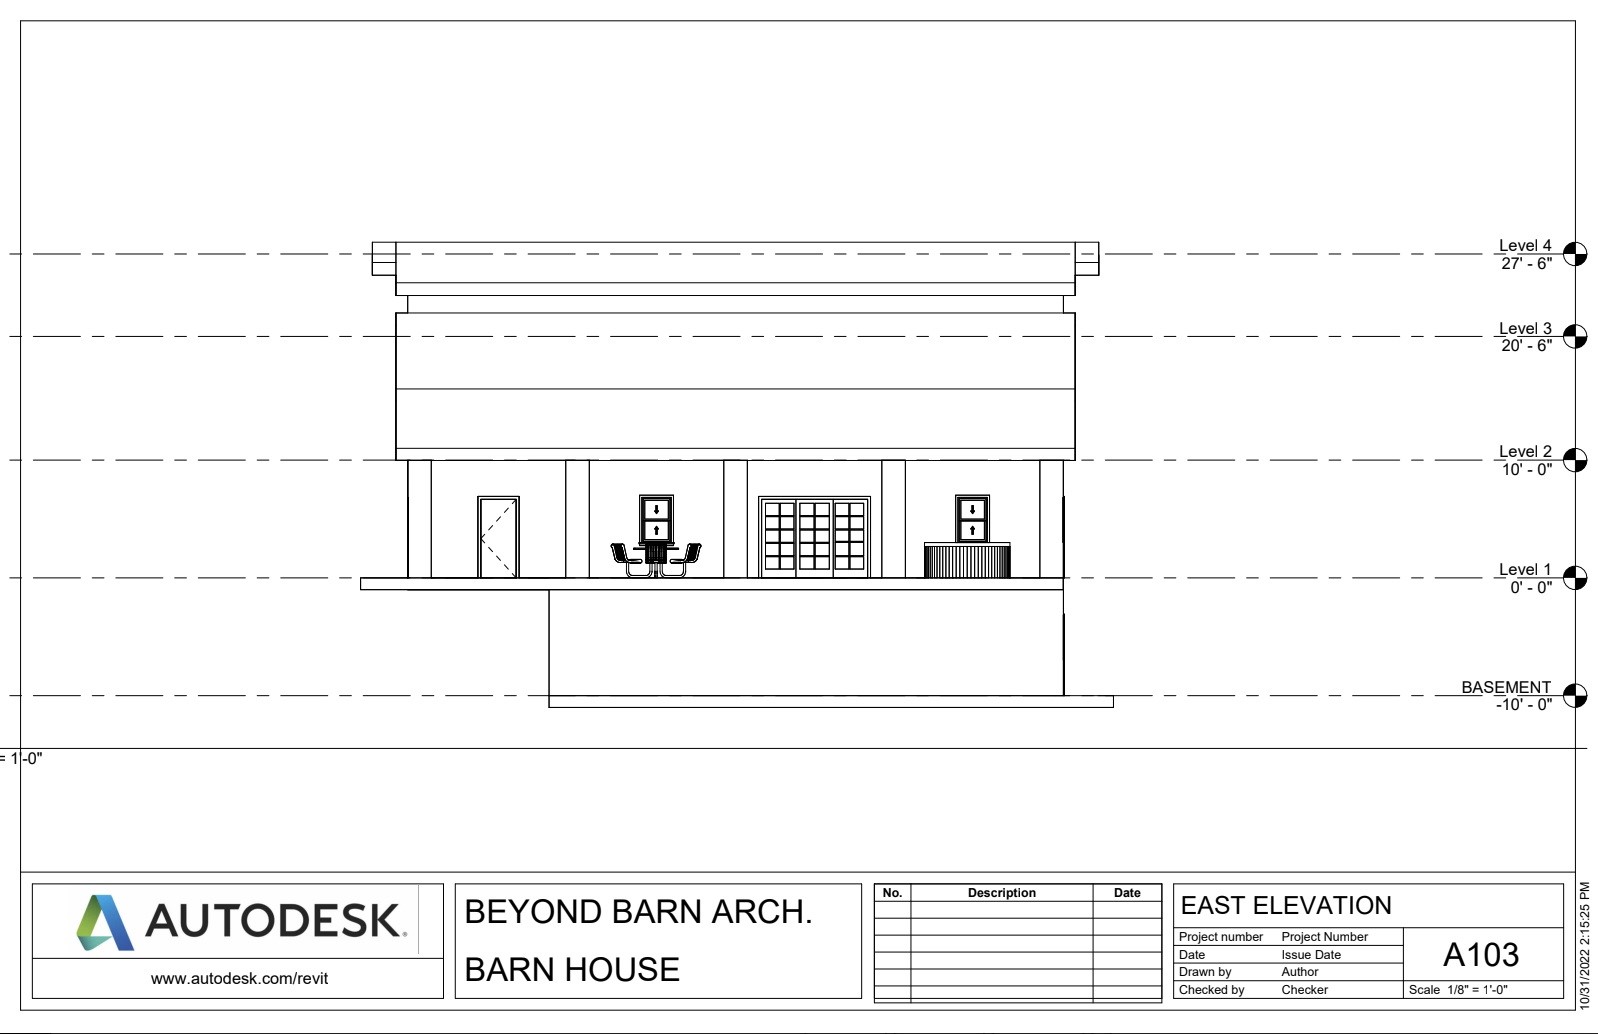 Level 4
27' - 6"
Level 3
20' - 6"
Level 2
10' - 0"
Level 1
0' - 0"
BASEMENT
-10' - 0"
= 1'-0"
AUTODESK.
www.autodesk.com/revit
BEYOND BARN ARCH.
BARN HOUSE
No. Description Date
EAST ELEVATION
Project number Project Number
Date Issue Date
Drawn by Author
Checked by Checker
A103
Scale 1/8" = 1'-0"
10/31/2022 2:15:25 PM